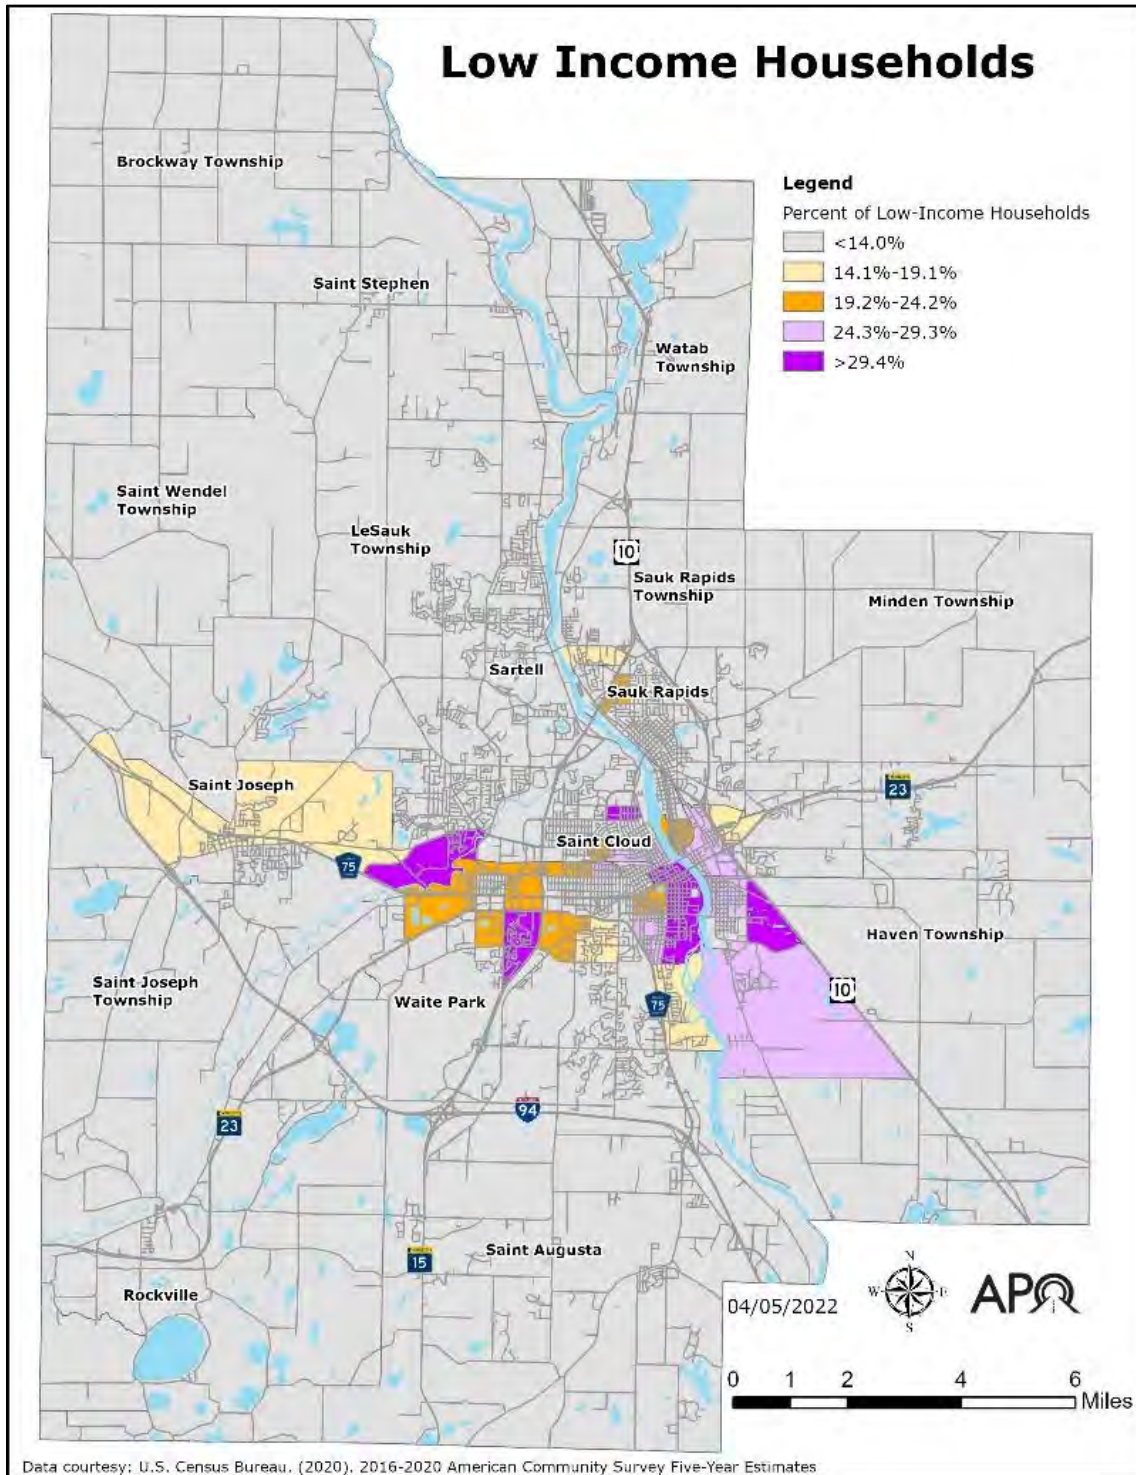 Low Income Households
Legend
Percent of Low-Income Households
<14.0%
14.1%-19.1%
19.2%-24.2%
24.3%-29.3%
>29.4%
Brockway Township
Saint Stephen
Watab
Township
Saint Wendel
Township
LeSauk
Township
10
Sauk Rapids
Township
Minden Township
Sartell
Sauk Rapids
Saint Joseph
23
Saint Cloud
75
Haven Township
Saint Joseph
Township
Waite Park
75
10
94
23
Saint Augusta
15
Rockville
04/05/2022
N
W
E
S
APO
0 1 2 4 6
Miles
Data courtesy: U.S. Census Bureau. (2020). 2016-2020 American Community Survey Five-Year Estimates